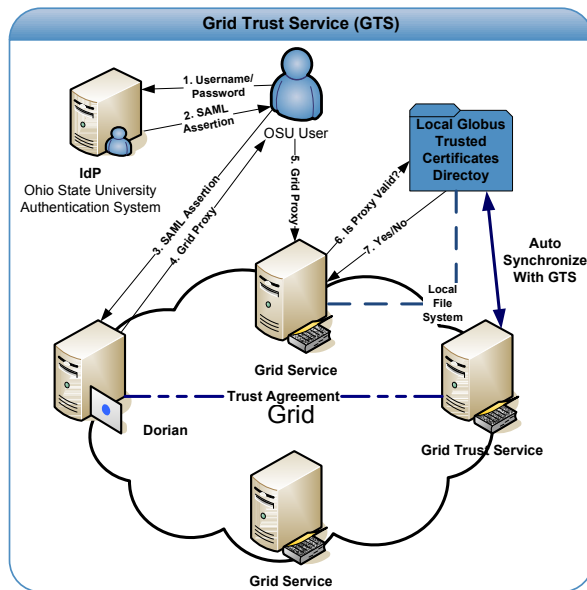 Grid Trust Service (GTS)
1. Username/
Password
2. SAML
Assertion
OSU User
IdP
Ohio State University
Authentication System
Local Globus
Trusted
Certificates
Directoy
3. SAML Assertion
4. Grid Proxy
5. Grid Proxy
6. Is Proxy Valid?
7. Yes/No
Auto
Synchronize
With GTS
Local
File
System
Grid Service
Trust Agreement
Grid
Dorian
Grid Trust Service
Grid Service